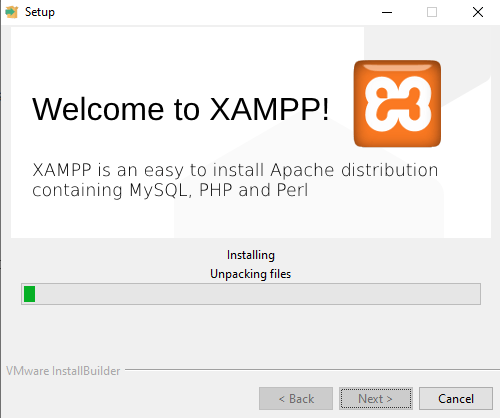 Setup
Welcome to XAMPP!
XAMPP is an easy to install Apache distribution
containing MySQL, PHP and Perl
Installing
Unpacking files
VMware InstallBuilder
< Back
Next >
Cancel